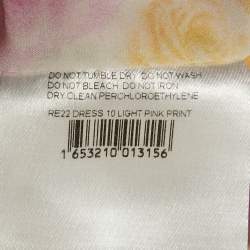 DO NOT TUMBLE DRY DO NOT WASH
DO NOT BLEACH DO NOT IRON
DRY CLEAN PERCHLOROETHYLENE
RE22 DRESS 10 LIGHT PINK PRINT
1 653210 013156